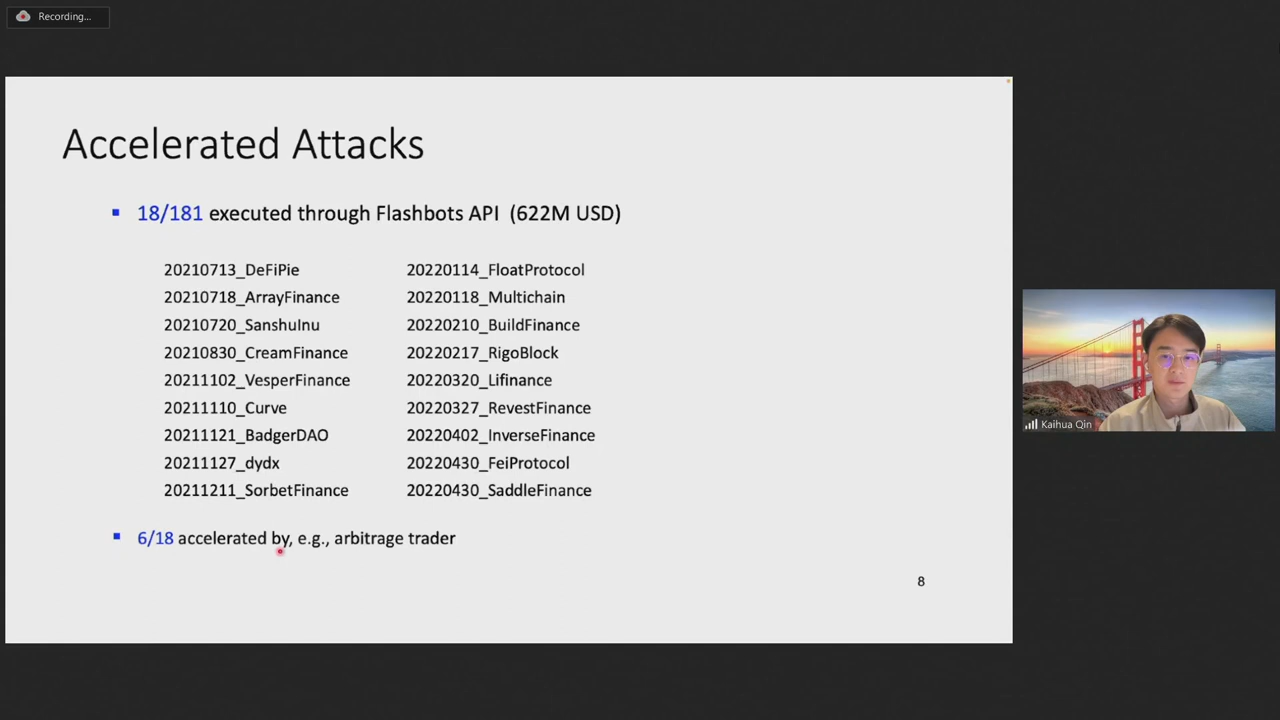 Recording...
Accelerated Attacks
18/181 executed through Flashbots API (622M USD)
20210713_DeFiPie
20210718_ArrayFinance
20210720_SanshuInu
20210830_CreamFinance
20211102_VesperFinance
20211110_Curve
20211121_BadgerDAO
20211127_dydx
20211211_SorbetFinance
20220114_FloatProtocol
20220118_Multichain
20220210_BuildFinance
20220217_RigoBlock
20220320_Lifinance
20220327_RevestFinance
20220402_InverseFinance
20220430_FeiProtocol
20220430_SaddleFinance
6/18 accelerated by, e.g., arbitrage trader
8
Kaihua Qin